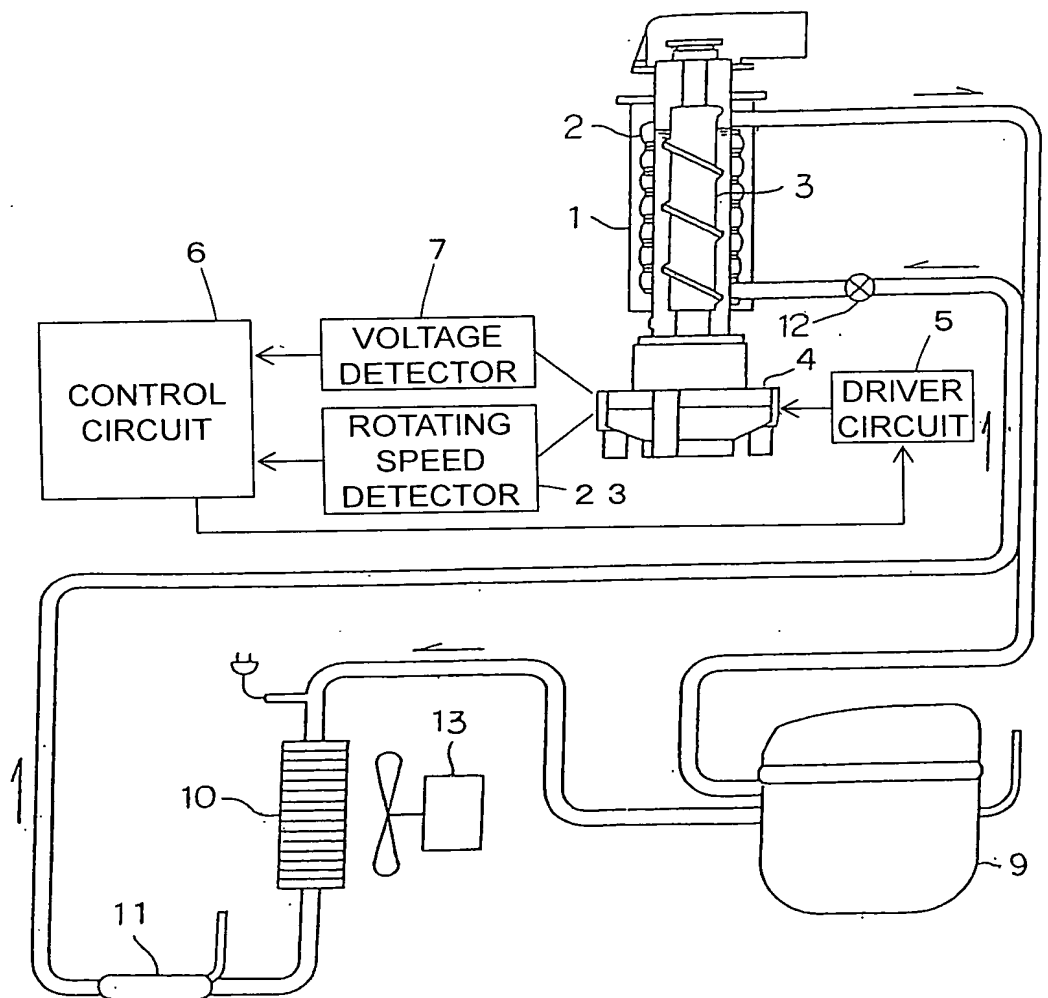 2
3
1
6
7
VOLTAGE
DETECTOR
CONTROL
CIRCUIT
ROTATING
SPEED
DETECTOR
2 3
4
12
5
DRIVER
CIRCUIT
13
10
9
11